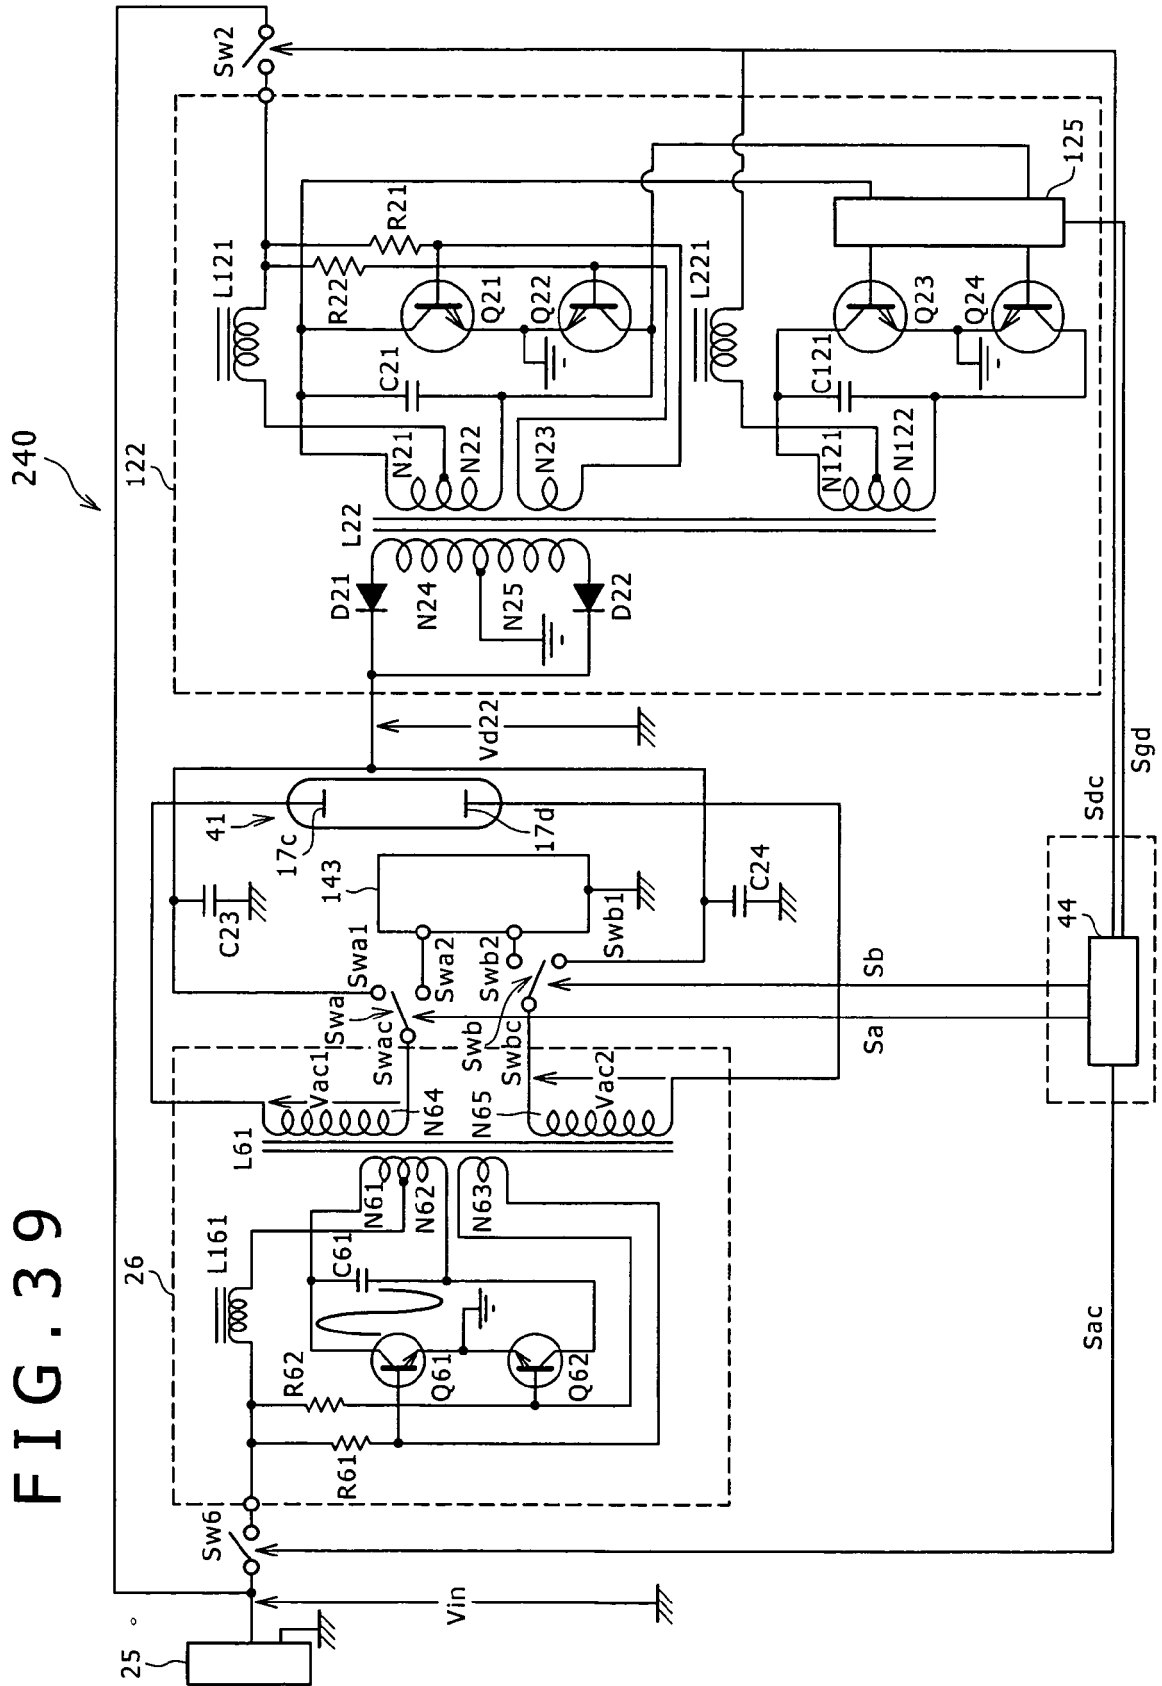 FIG.39
240
25
Vin
Sw6
26
R61
R62
L161
Q61
Q62
C61
N61
N62
N63
L61
N64
N65
Vac1
Vac2
Swa
Swac
Swa1
Swa2
Swb
Swbc
Swb2
Swb1
143
C23
C24
41
17c
17d
Vd22
122
D21
D22
N24
N25
L22
N21
N22
N23
C21
L121
R22
R21
Q21
Q22
L221
N121
N122
C121
Q23
Q24
125
Sw2
Sa
Sb
44
Sac
Sdc
Sgd